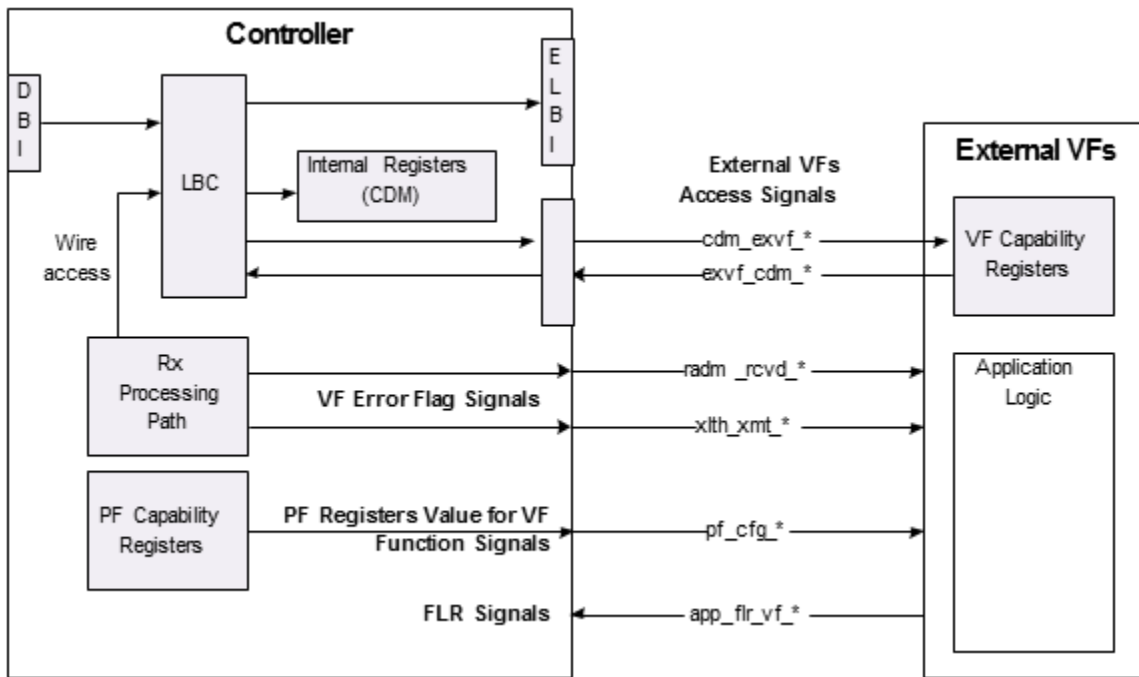 Controller
D
B
I
LBC
E
L
B
I
Internal Registers
(CDM)
Wire
access
Rx
Processing
Path
VF Error Flag Signals
PF Capability
Registers
PF Registers Value for VF
Function Signals
FLR Signals
External VFs
Access Signals
cdm_exvf_*
exvf_cdm_*
radm _rcvd_*
xlth_xmt_*
pf_cfg_*
app_flr_vf_*
External VFs
VF Capability
Registers
Application
Logic